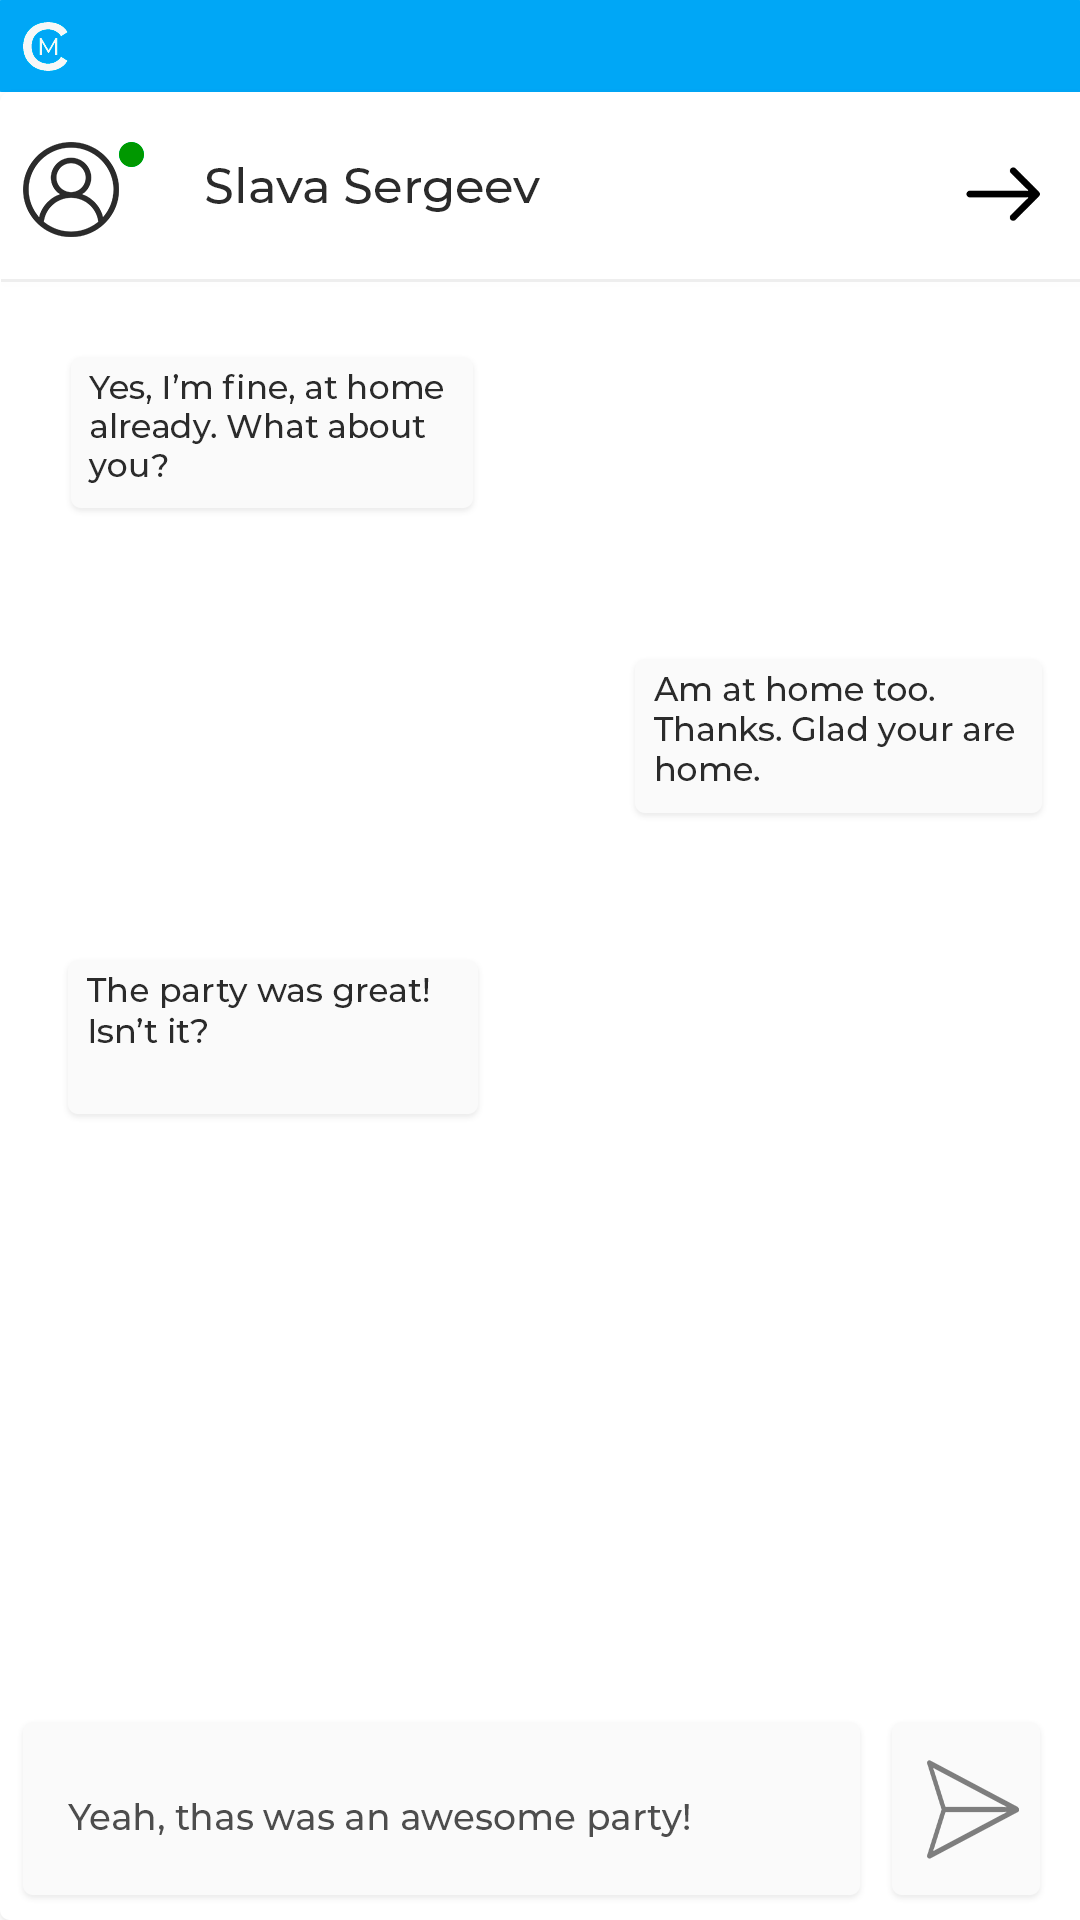 CM
Slava Sergeev
Yes, I’m fine, at home
already. What about
you?
Am at home too.
Thanks. Glad your are
home.
The party was great!
Isn’t it?
Yeah, thas was an awesome party!